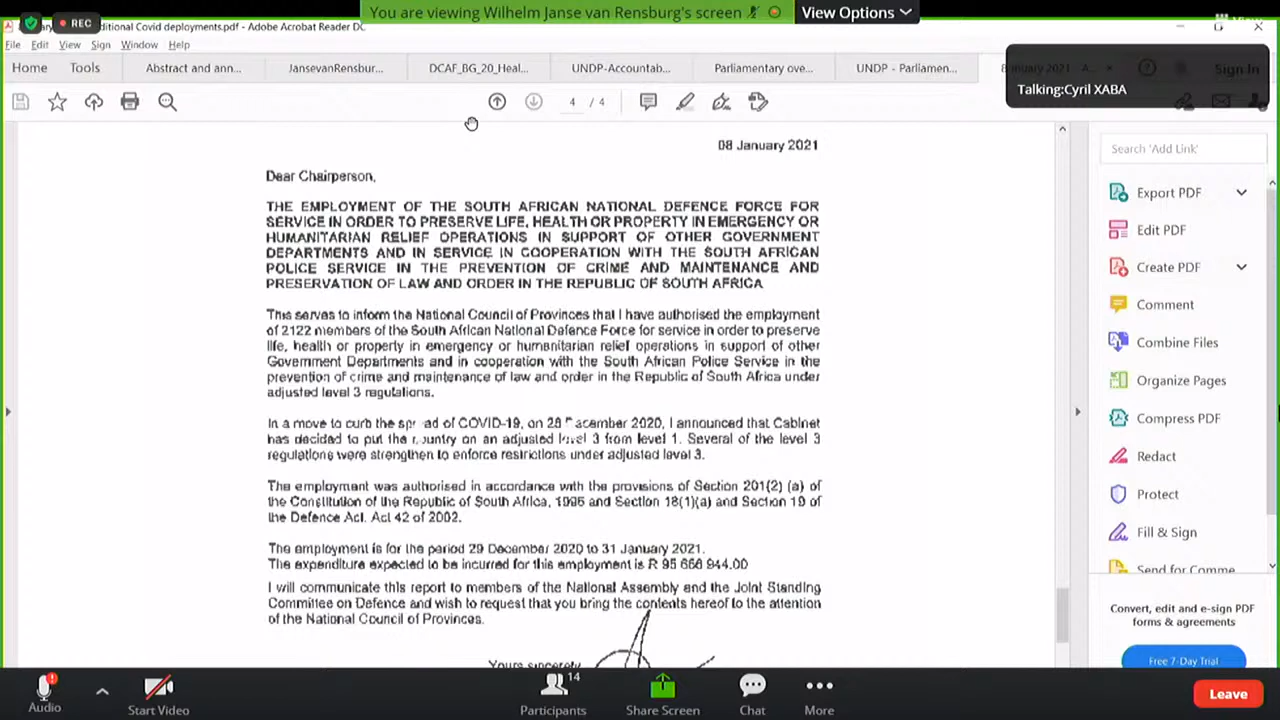 You are viewing Wilhelm Janse van Rensburg's screen
View Options
REC
ditional Covid deployments.pdf - Adobe Acrobat Reader DC
File Edit View Sign Window Help
Home Tools Abstract and ann... JansevanRensbur... DCAF_BG_20_Heal... UNDP-Accountab... Parliamentary ove... UNDP - Parliamen... Sign In
Talking:Cyril XABA
4 / 4
08 January 2021
Dear Chairperson,
THE EMPLOYMENT OF THE SOUTH AFRICAN NATIONAL DEFENCE FORCE FOR
SERVICE IN ORDER TO PRESERVE LIFE, HEALTH OR PROPERTY IN EMERGENCY OR
HUMANITARIAN RELIEF OPERATIONS IN SUPPORT OF OTHER GOVERNMENT
DEPARTMENTS AND IN SERVICE IN COOPERATION WITH THE SOUTH AFRICAN
POLICE SERVICE IN THE PREVENTION OF CRIME AND MAINTENANCE AND
PRESERVATION OF LAW AND ORDER IN THE REPUBLIC OF SOUTH AFRICA
This serves to inform the National Council of Provinces that I have authorised the employment
of 2122 members of the South African National Defence Force for service in order to preserve
life, health or property in emergency or humanitarian relief operations in support of other
Government Departments and in cooperation with the South African Police Service in the
prevention of crime and maintenance of law and order in the Republic of South Africa under
adjusted level 3 regulations.
In a move to curb the spread of COVID-19, on 28 December 2020, I announced that Cabinet
has decided to put the country on an adjusted level 3 from level 1. Several of the level 3
regulations were strengthen to enforce restrictions under adjusted level 3.
The employment was authorised in accordance with the provisions of Section 201(2) (a) of
the Constitution of the Republic of South Africa, 1996 and Section 18(1)(a) and Section 19 of
the Defence Act. Act 42 of 2002.
The employment is for the period 29 December 2020 to 31 January 2021.
The expenditure expected to be incurred for this employment is R
I will communicate this report to members of the National Assembly and the Joint Standing
Committee on Defence and wish to request that you bring the contents hereof to the attention
of the National Council of Provinces.
Yours sincerely
Search 'Add Link'
Export PDF
Edit PDF
Create PDF
Comment
Combine Files
Organize Pages
Compress PDF
Redact
Protect
Fill & Sign
Send for Comme
Convert, edit and e-sign PDF
forms & agreements
Free 7-Day Trial
Audio Start Video Participants 14 Share Screen Chat More Leave